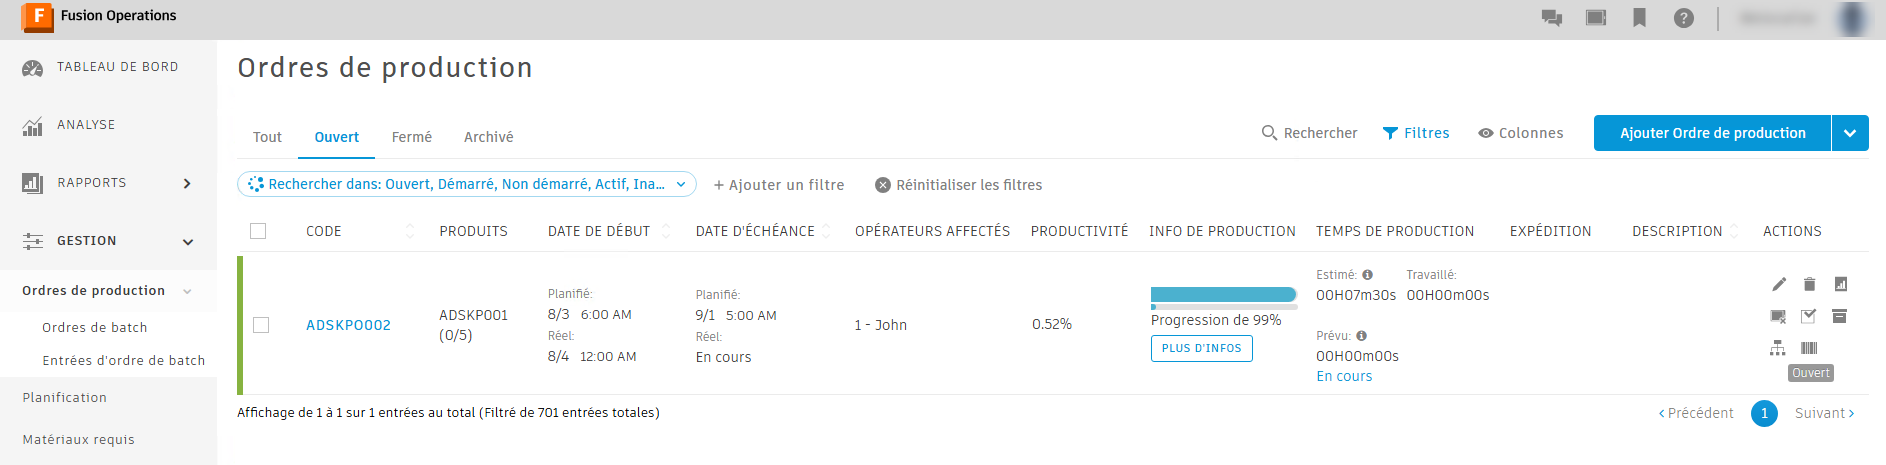 F Fusion Operations
?
TABLEAU DE BORD
ANALYSE
RAPPORTS
GESTION
Ordres de production
Ordres de batch
Entrées d'ordre de batch
Planification
Matériaux requis
Ordres de production
Tout Ouvert Fermé Archivé
Rechercher Filtres Colonnes Ajouter Ordre de production
Rechercher dans: Ouvert, Démarré, Non démarré, Actif, Ina... + Ajouter un filtre Réinitialiser les filtres
CODE PRODUITS DATE DE DÉBUT DATE D'ÉCHÉANCE OPÉRATEURS AFFECTÉS PRODUCTIVITÉ INFO DE PRODUCTION TEMPS DE PRODUCTION EXPÉDITION DESCRIPTION ACTIONS
ADSKPO002
ADSKP001
(0/5)
Planifié:
8/3 6:00 AM
Réel:
8/4 12:00 AM
Planifié:
9/1 5:00 AM
Réel:
En cours
1 - John
0.52%
Progression de 99%
PLUS D'INFOS
Estimé: Travaillé:
00H07m30s 00H00m00s
Prévu:
00H00m00s
En cours
Ouvert
Affichage de 1 à 1 sur 1 entrées au total (Filtré de 701 entrées totales)
Précédent 1 Suivant